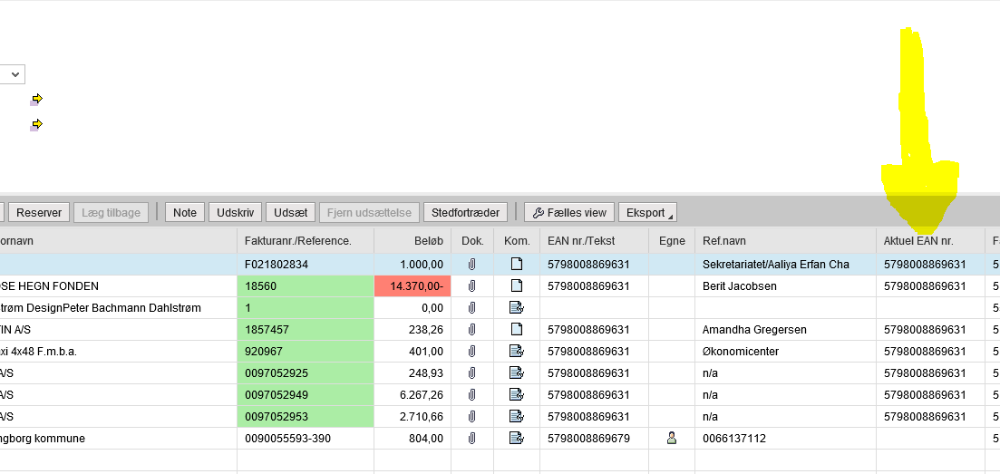 Reserver Læg tilbage Note Udskriv Udsæt Fjern udsættelse Stedfortræder Fælles view Eksport
ornavn Fakturanr./Reference. Beløb Dok. Kom. EAN nr./Tekst Egne Ref.navn Aktuel EAN nr. F
F021802834 1.000,00 5798008869631 Sekretariatet/Aaliya Erfan Cha 5798008869631 5
SE HEGN FONDEN 18560 14.370,00- 5798008869631 Berit Jacobsen 5798008869631 5
trøm DesignPeter Bachmann Dahlstrøm 1 0,00 5
IN A/S 1857457 238,26 5798008869631 Amandha Gregersen 5798008869631 5
xi 4x48 F.m.b.a. 920967 401,00 5798008869631 Økonomicenter 5798008869631 5
A/S 0097052925 248,93 5798008869631 n/a 5798008869631 5
A/S 0097052949 6.267,26 5798008869631 n/a 5798008869631 5
A/S 0097052953 2.710,66 5798008869631 n/a 5798008869631 5
ngborg kommune 0090055593-390 804,00 5798008869679 0066137112 5